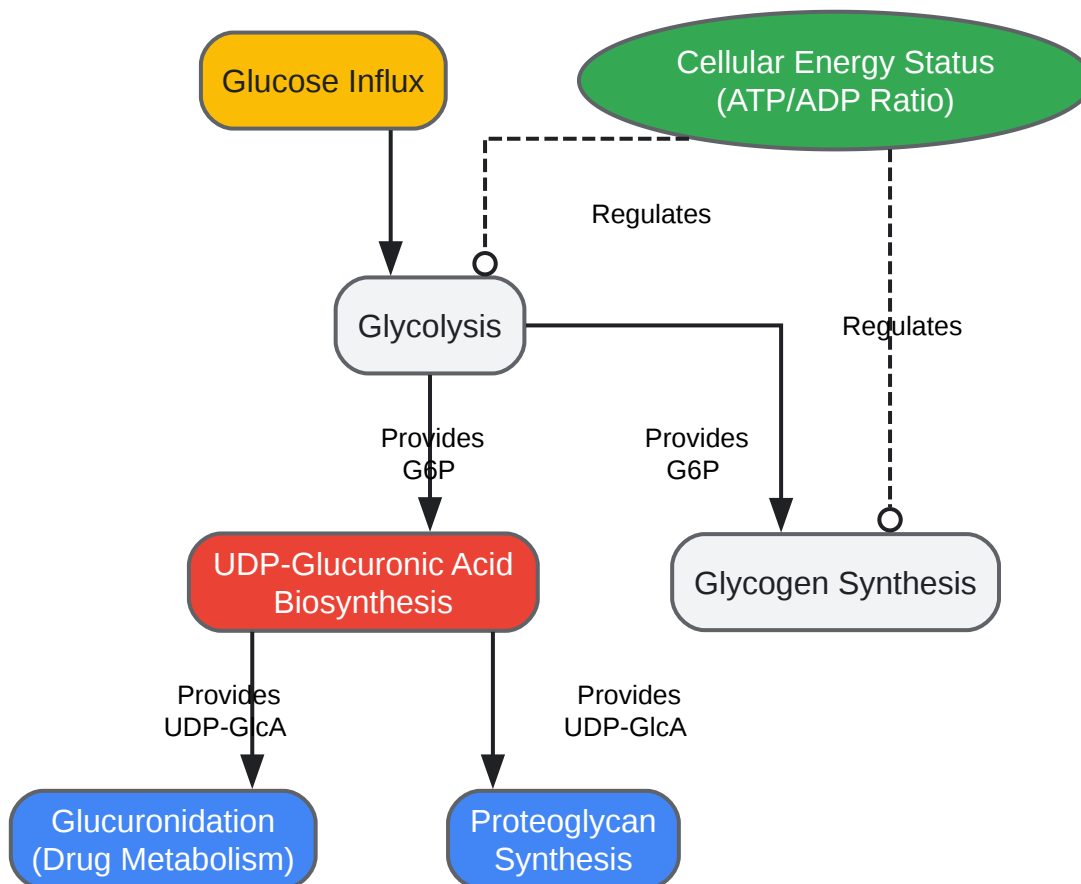 Glucose Influx
Cellular Energy Status
(ATP/ADP Ratio)
Regulates
Glycolysis
Regulates
Provides
G6P
Provides
G6P
UDP-Glucuronic Acid
Biosynthesis
Glycogen Synthesis
Provides
UDP-GlcA
Provides
UDP-GlcA
Glucuronidation
(Drug Metabolism)
Proteoglycan
Synthesis